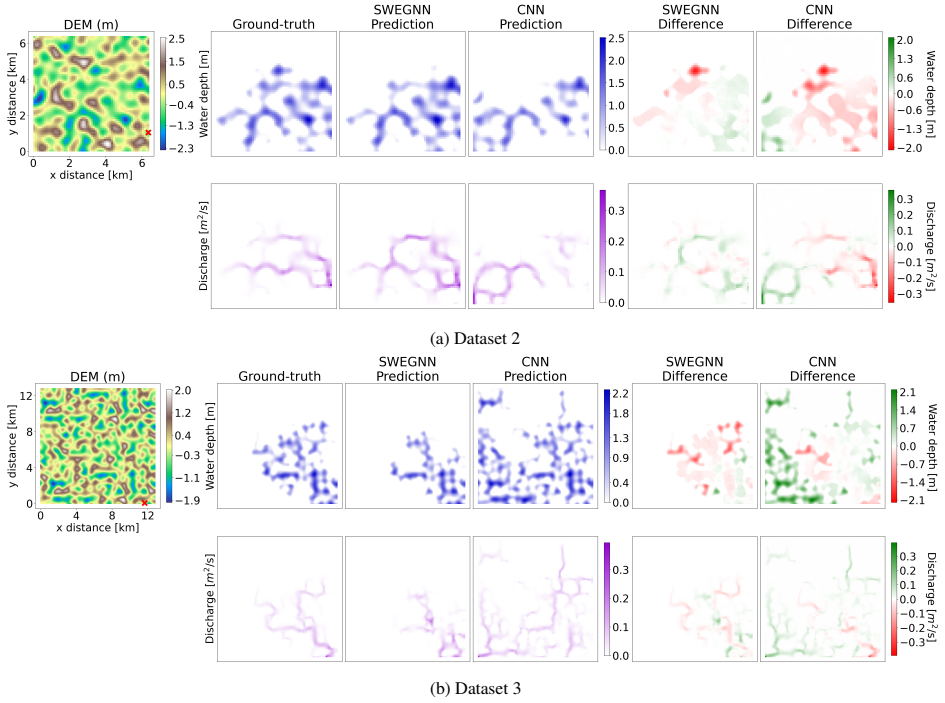 DEM (m)
Ground-truth
SWEGNN
Prediction
CNN
Prediction
SWEGNN
Difference
CNN
Difference
y distance [km]
6
4
2
0
0 2 4 6
x distance [km]
2.5
1.5
0.5
−0.4
−1.3
−2.3
Water depth [m]
2.5
2.0
1.5
1.0
0.5
0.0
2.0
1.3
0.6
0.0
−0.6
−1.3
−2.0
Water depth [m]
Discharge [m²/s]
0.3
0.2
0.1
0.0
0.3
0.2
0.1
0.0
−0.1
−0.2
−0.3
Discharge [m²/s]
(a) Dataset 2
DEM (m)
Ground-truth
SWEGNN
Prediction
CNN
Prediction
SWEGNN
Difference
CNN
Difference
y distance [km]
12
8
4
0
0 4 8 12
x distance [km]
2.0
1.2
0.4
−0.3
−1.1
−1.9
Water depth [m]
2.2
1.8
1.3
0.9
0.4
0.0
2.1
1.4
0.7
0.0
−0.7
−1.4
−2.1
Water depth [m]
Discharge [m²/s]
0.3
0.2
0.1
0.0
0.3
0.2
0.1
0.0
−0.1
−0.2
−0.3
Discharge [m²/s]
(b) Dataset 3